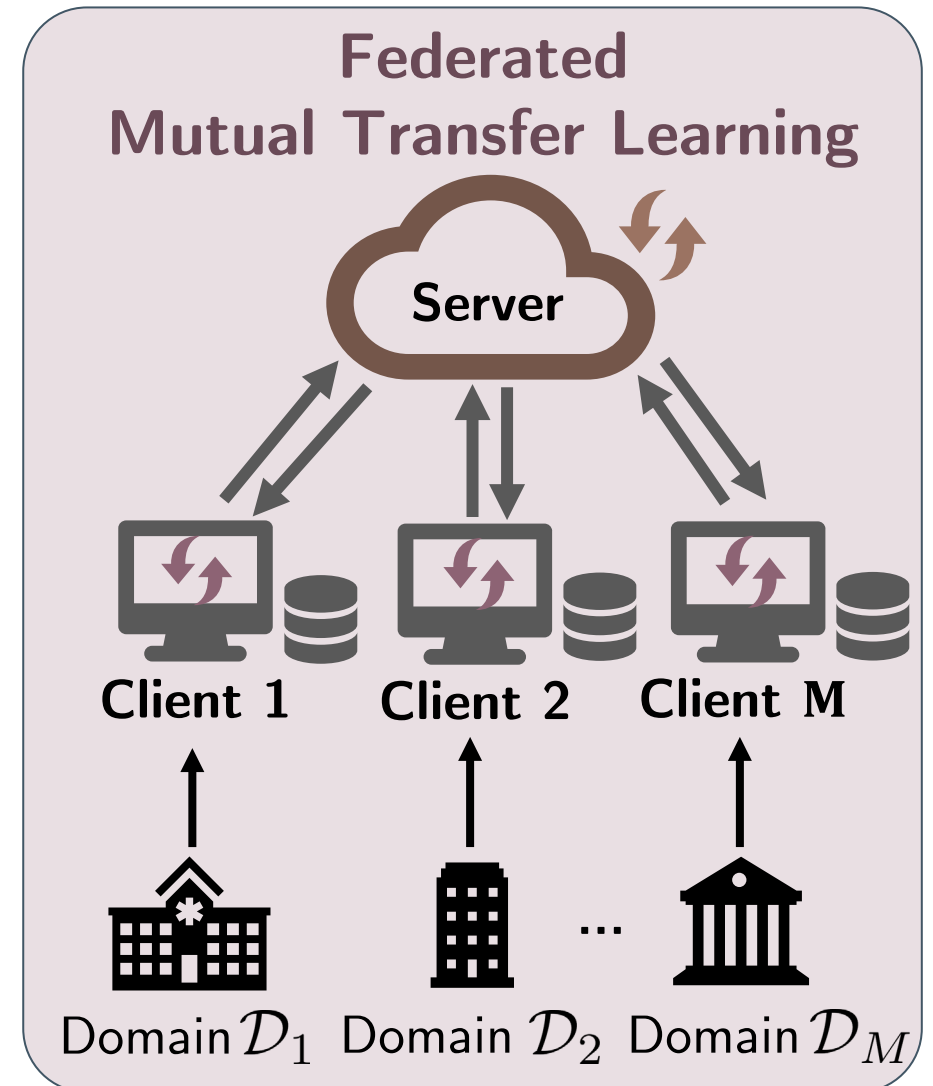 Federated
Mutual Transfer Learning
Server
Client 1 Client 2 Client M
...
Domain 𝒟₁ Domain 𝒟₂ Domain 𝒟_M